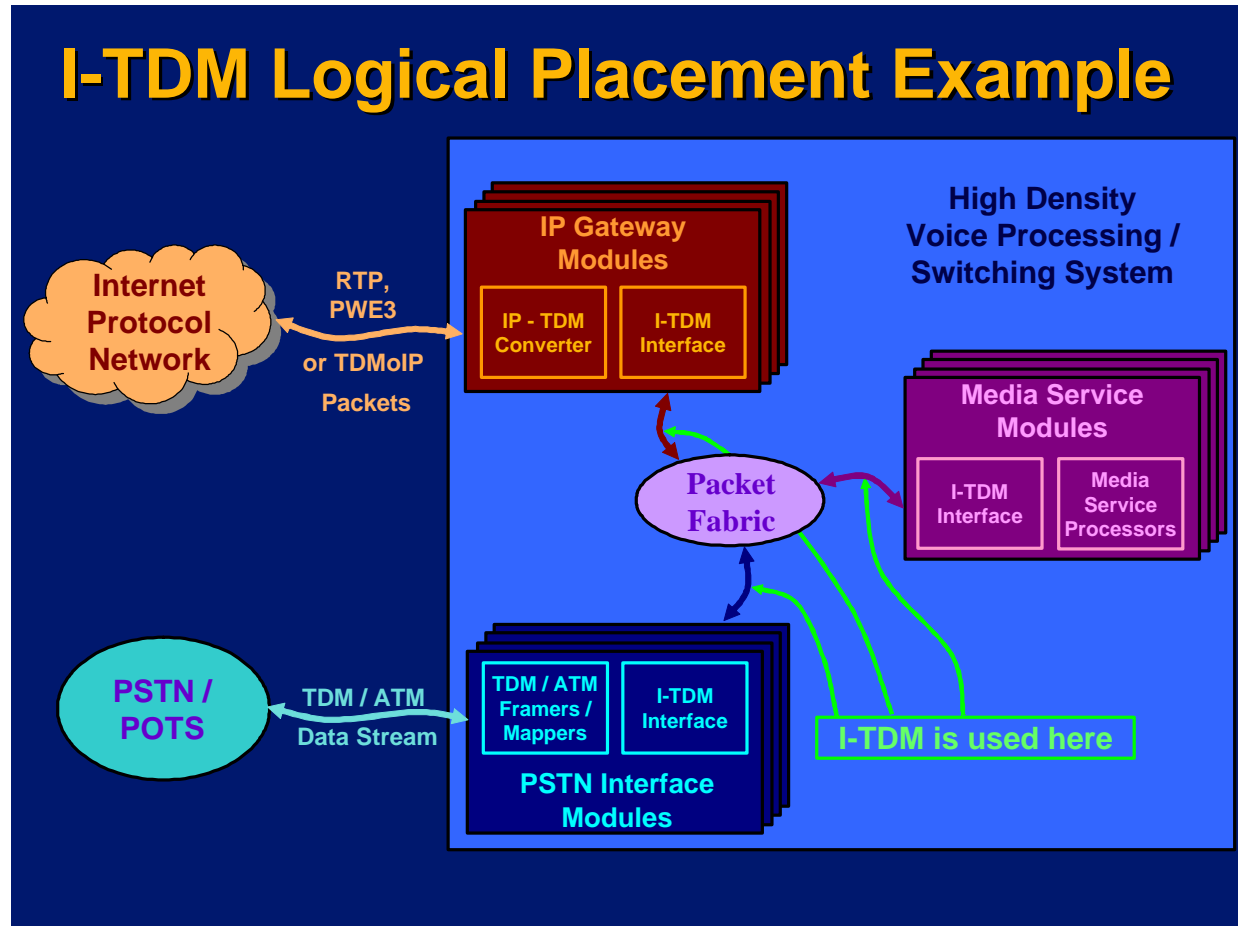 I-TDM Logical Placement Example
High Density
Voice Processing /
Switching System
IP Gateway
Modules
IP - TDM
Converter
I-TDM
Interface
Internet
Protocol
Network
RTP,
PWE3
or TDMoIP
Packets
Media Service
Modules
I-TDM
Interface
Media
Service
Processors
Packet
Fabric
PSTN /
POTS
TDM / ATM
Data Stream
TDM / ATM
Framers /
Mappers
I-TDM
Interface
PSTN Interface
Modules
I-TDM is used here